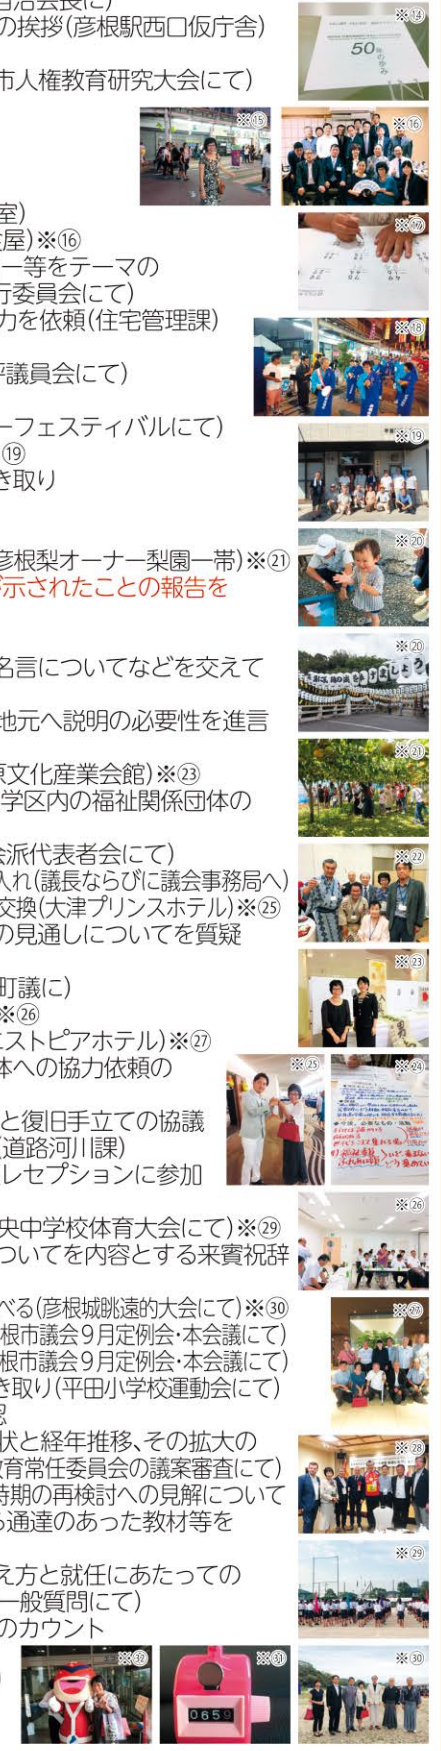 自治会長に)
の挨拶(彦根駅西口仮庁舎)
※⑭
50年の歩み
市人権教育研究大会にて)
※⑮
※⑯
室)
屋)※⑯
※⑰
ー等をテーマの
行委員会にて)
力を依頼(住宅管理課)
※⑱
評議員会にて)
ーフェスティバルにて)
※⑲
⑲
き取り
※⑳
彦根梨オーナー梨園一帯)※㉑
が示されたことの報告を
※⑳
名言についてなどを交えて
地元へ説明の必要性を進言
※㉑
原文化産業会館)※㉓
学区内の福祉関係団体の
会派代表者会にて)
※㉒
入れ(議長ならびに議会事務局へ)
交換(大津プリンスホテル)※㉕
の見通しについてを質疑
※㉓
町議に)
※㉖
エストピアホテル)※㉗
体への協力依頼の
※㉕
※㉔
と復旧手立ての協議
(道路河川課)
レセプションに参加
※㉖
央中学校体育大会にて)※㉙
ついてを内容とする来賓祝辞
べる(彦根城眺遠的大会にて)※㉚
※㉗
根市議会9月定例会・本会議にて)
根市議会9月定例会・本会議にて)
き取り(平田小学校運動会にて)
認
状と経年推移、その拡大の
※㉘
教育常任委員会の議案審査にて)
時期の再検討への見解について
る通達のあった教材等を
※㉙
え方と就任にあたっての
一般質問にて)
のカウント
※㉜
※㉛
065
※㉚